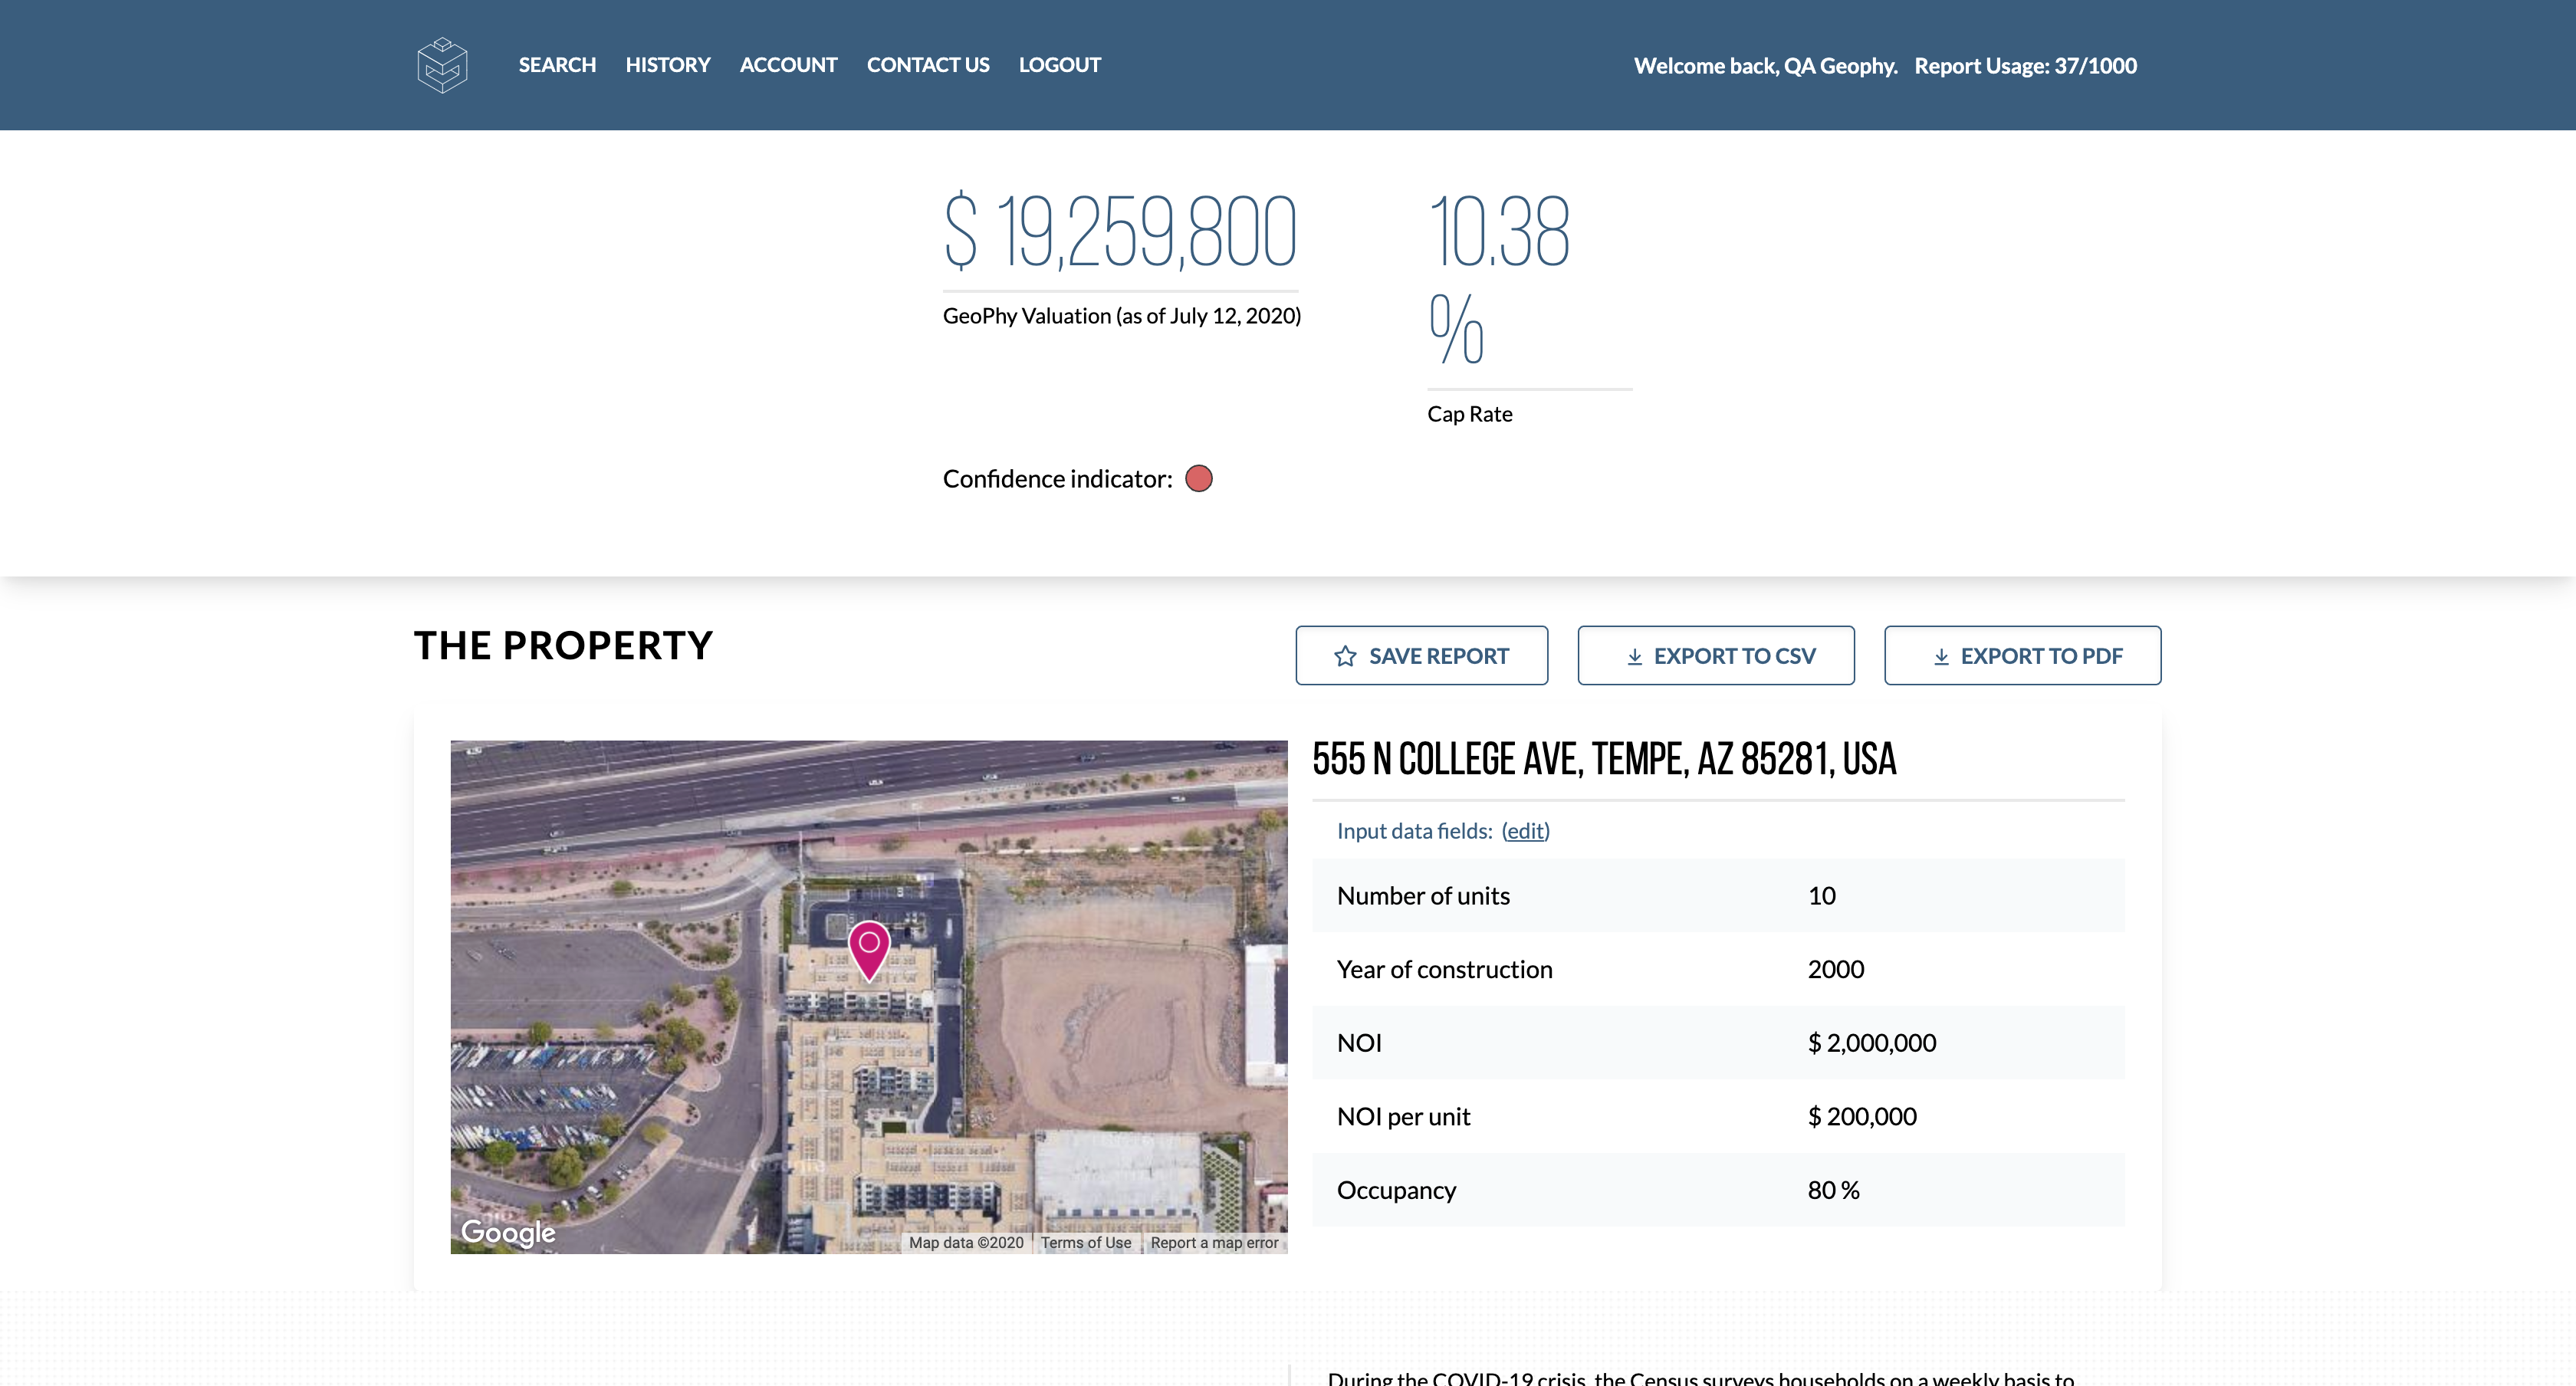 SEARCH HISTORY ACCOUNT CONTACT US LOGOUT
Welcome back, QA Geophy. Report Usage: 37/1000
$ 19,259,800
GeoPhy Valuation (as of July 12, 2020)
10.38
%
Cap Rate
Confidence indicator:
THE PROPERTY
SAVE REPORT
EXPORT TO CSV
EXPORT TO PDF
Google
Map data ©2020 Terms of Use Report a map error
555 N COLLEGE AVE, TEMPE, AZ 85281, USA
Input data fields: (edit)
Number of units 10
Year of construction 2000
NOI $ 2,000,000
NOI per unit $ 200,000
Occupancy 80 %
During the COVID-19 crisis, the Census surveys households on a weekly basis to